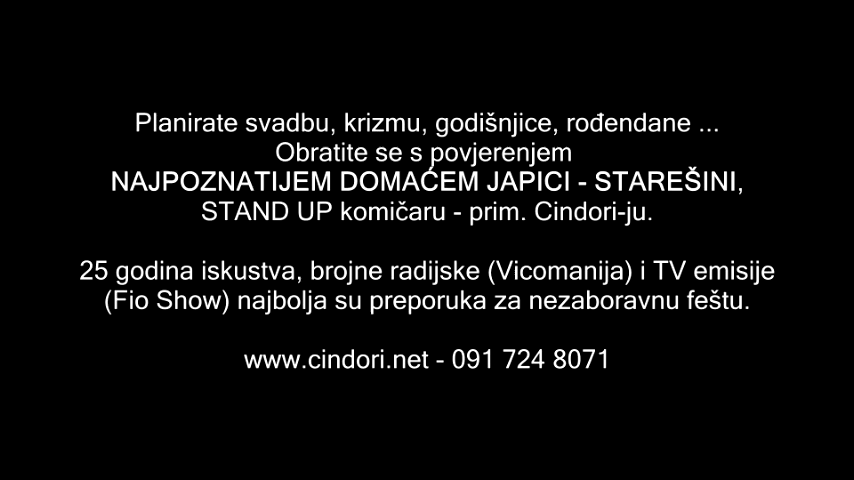 Planirate svadbu, krizmu, godišnjice, rođendane ...
Obratite se s povjerenjem
NAJPOZNATIJEM DOMAĆEM JAPICI - STAREŠINI,
STAND UP komičaru - prim. Cindori-ju.
25 godina iskustva, brojne radijske (Vicomanija) i TV emisije
(Fio Show) najbolja su preporuka za nezaboravnu feštu.
www.cindori.net - 091 724 8071